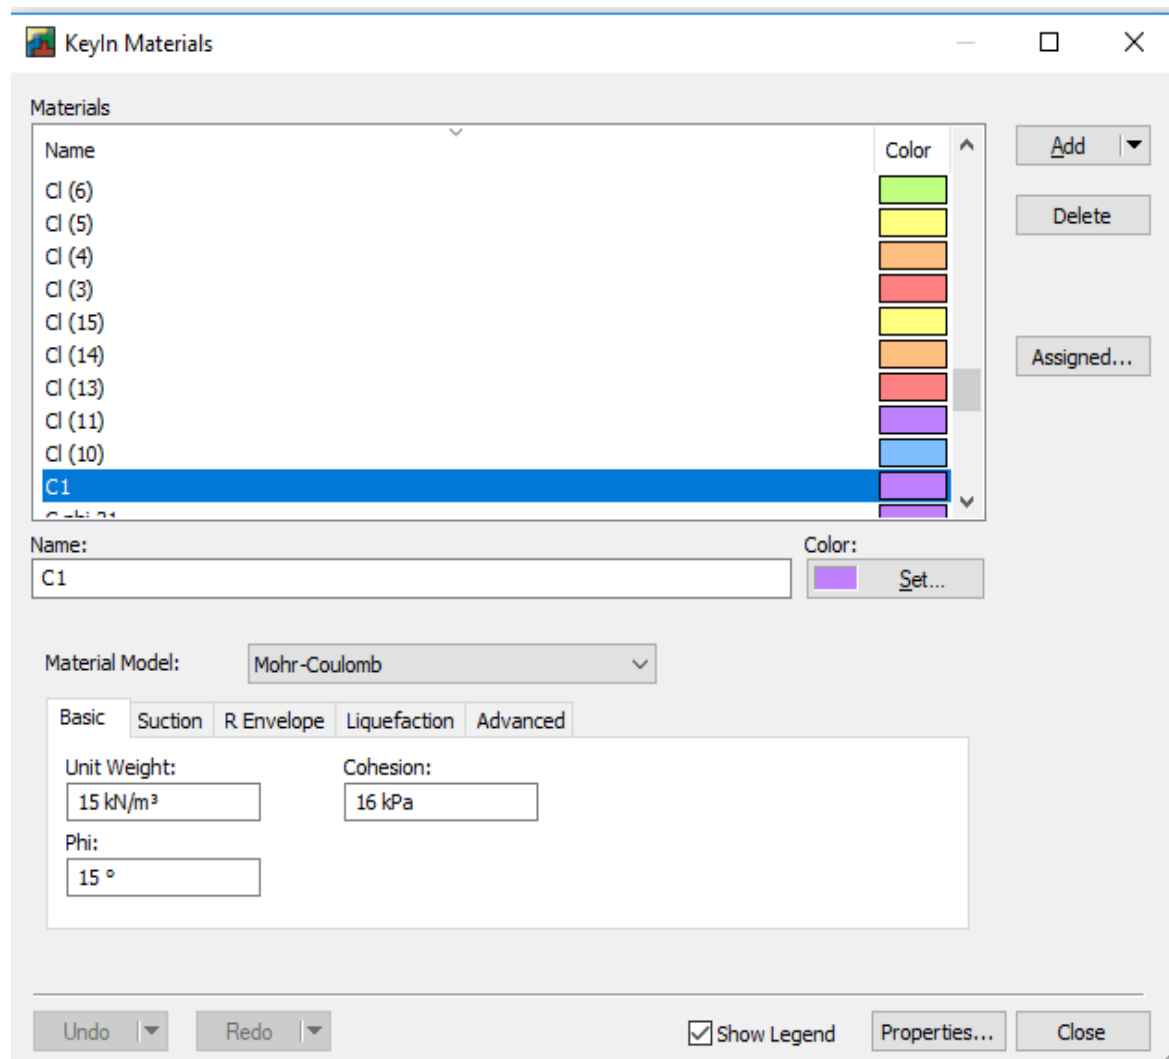 KeyIn Materials
Materials
Name Color
Cl (6)
Cl (5)
Cl (4)
Cl (3)
Cl (15)
Cl (14)
Cl (13)
Cl (11)
Cl (10)
C1
Add
Delete
Assigned...
Name: Color:
C1 Set...
Material Model: Mohr-Coulomb
Basic Suction R Envelope Liquefaction Advanced
Unit Weight: Cohesion:
15 kN/m³ 16 kPa
Phi:
15 °
Undo Redo Show Legend Properties... Close